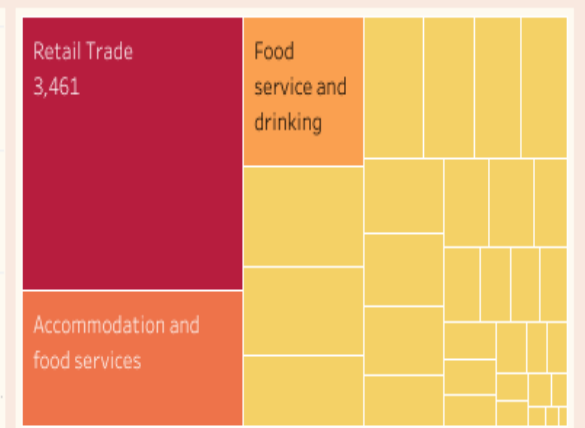 Retail Trade
3,461
Food
service and
drinking
Accommodation and
food services